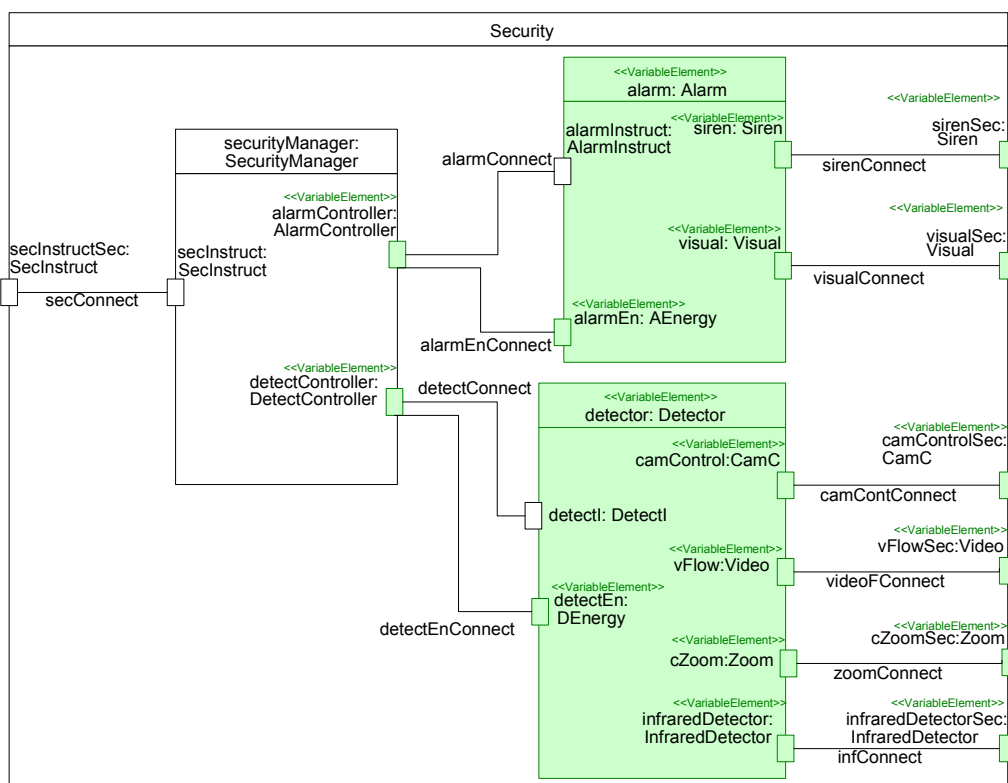 Security
<<VariableElement>>
alarm: Alarm
<<VariableElement>>
siren: Siren
alarmInstruct:
AlarmInstruct
<<VariableElement>>
sirenSec:
Siren
sirenConnect
securityManager:
SecurityManager
alarmConnect
<<VariableElement>>
alarmController:
AlarmController
<<VariableElement>>
visual: Visual
<<VariableElement>>
visualSec:
Visual
visualConnect
secInstructSec:
SecInstruct
secConnect
secInstruct:
SecInstruct
<<VariableElement>>
alarmEn: AEnergy
alarmEnConnect
<<VariableElement>>
detectController:
DetectController
detectConnect
<<VariableElement>>
detector: Detector
<<VariableElement>>
camControl:CamC
<<VariableElement>>
camControlSec:
CamC
camContConnect
detectI: DetectI
<<VariableElement>>
vFlow:Video
<<VariableElement>>
vFlowSec:Video
videoFConnect
<<VariableElement>>
detectEn:
DEnergy
detectEnConnect
<<VariableElement>>
cZoom:Zoom
<<VariableElement>>
cZoomSec:Zoom
zoomConnect
<<VariableElement>>
infraredDetector:
InfraredDetector
<<VariableElement>>
infraredDetectorSec:
InfraredDetector
infConnect